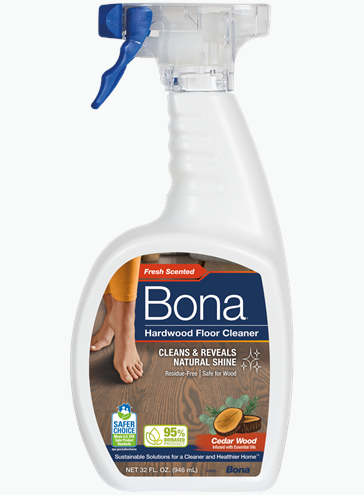 Fresh Scented
Bona
Hardwood Floor Cleaner
CLEANS & REVEALS
NATURAL SHINE
Residue-Free | Safe for Wood
SAFER
CHOICE
95%
BIOBASED
PRODUCT
Cedar Wood
Infused with Essential Oils
Sustainable Solutions for a Cleaner and Healthier Home™
NET 32 FL OZ (946 mL)
Bona